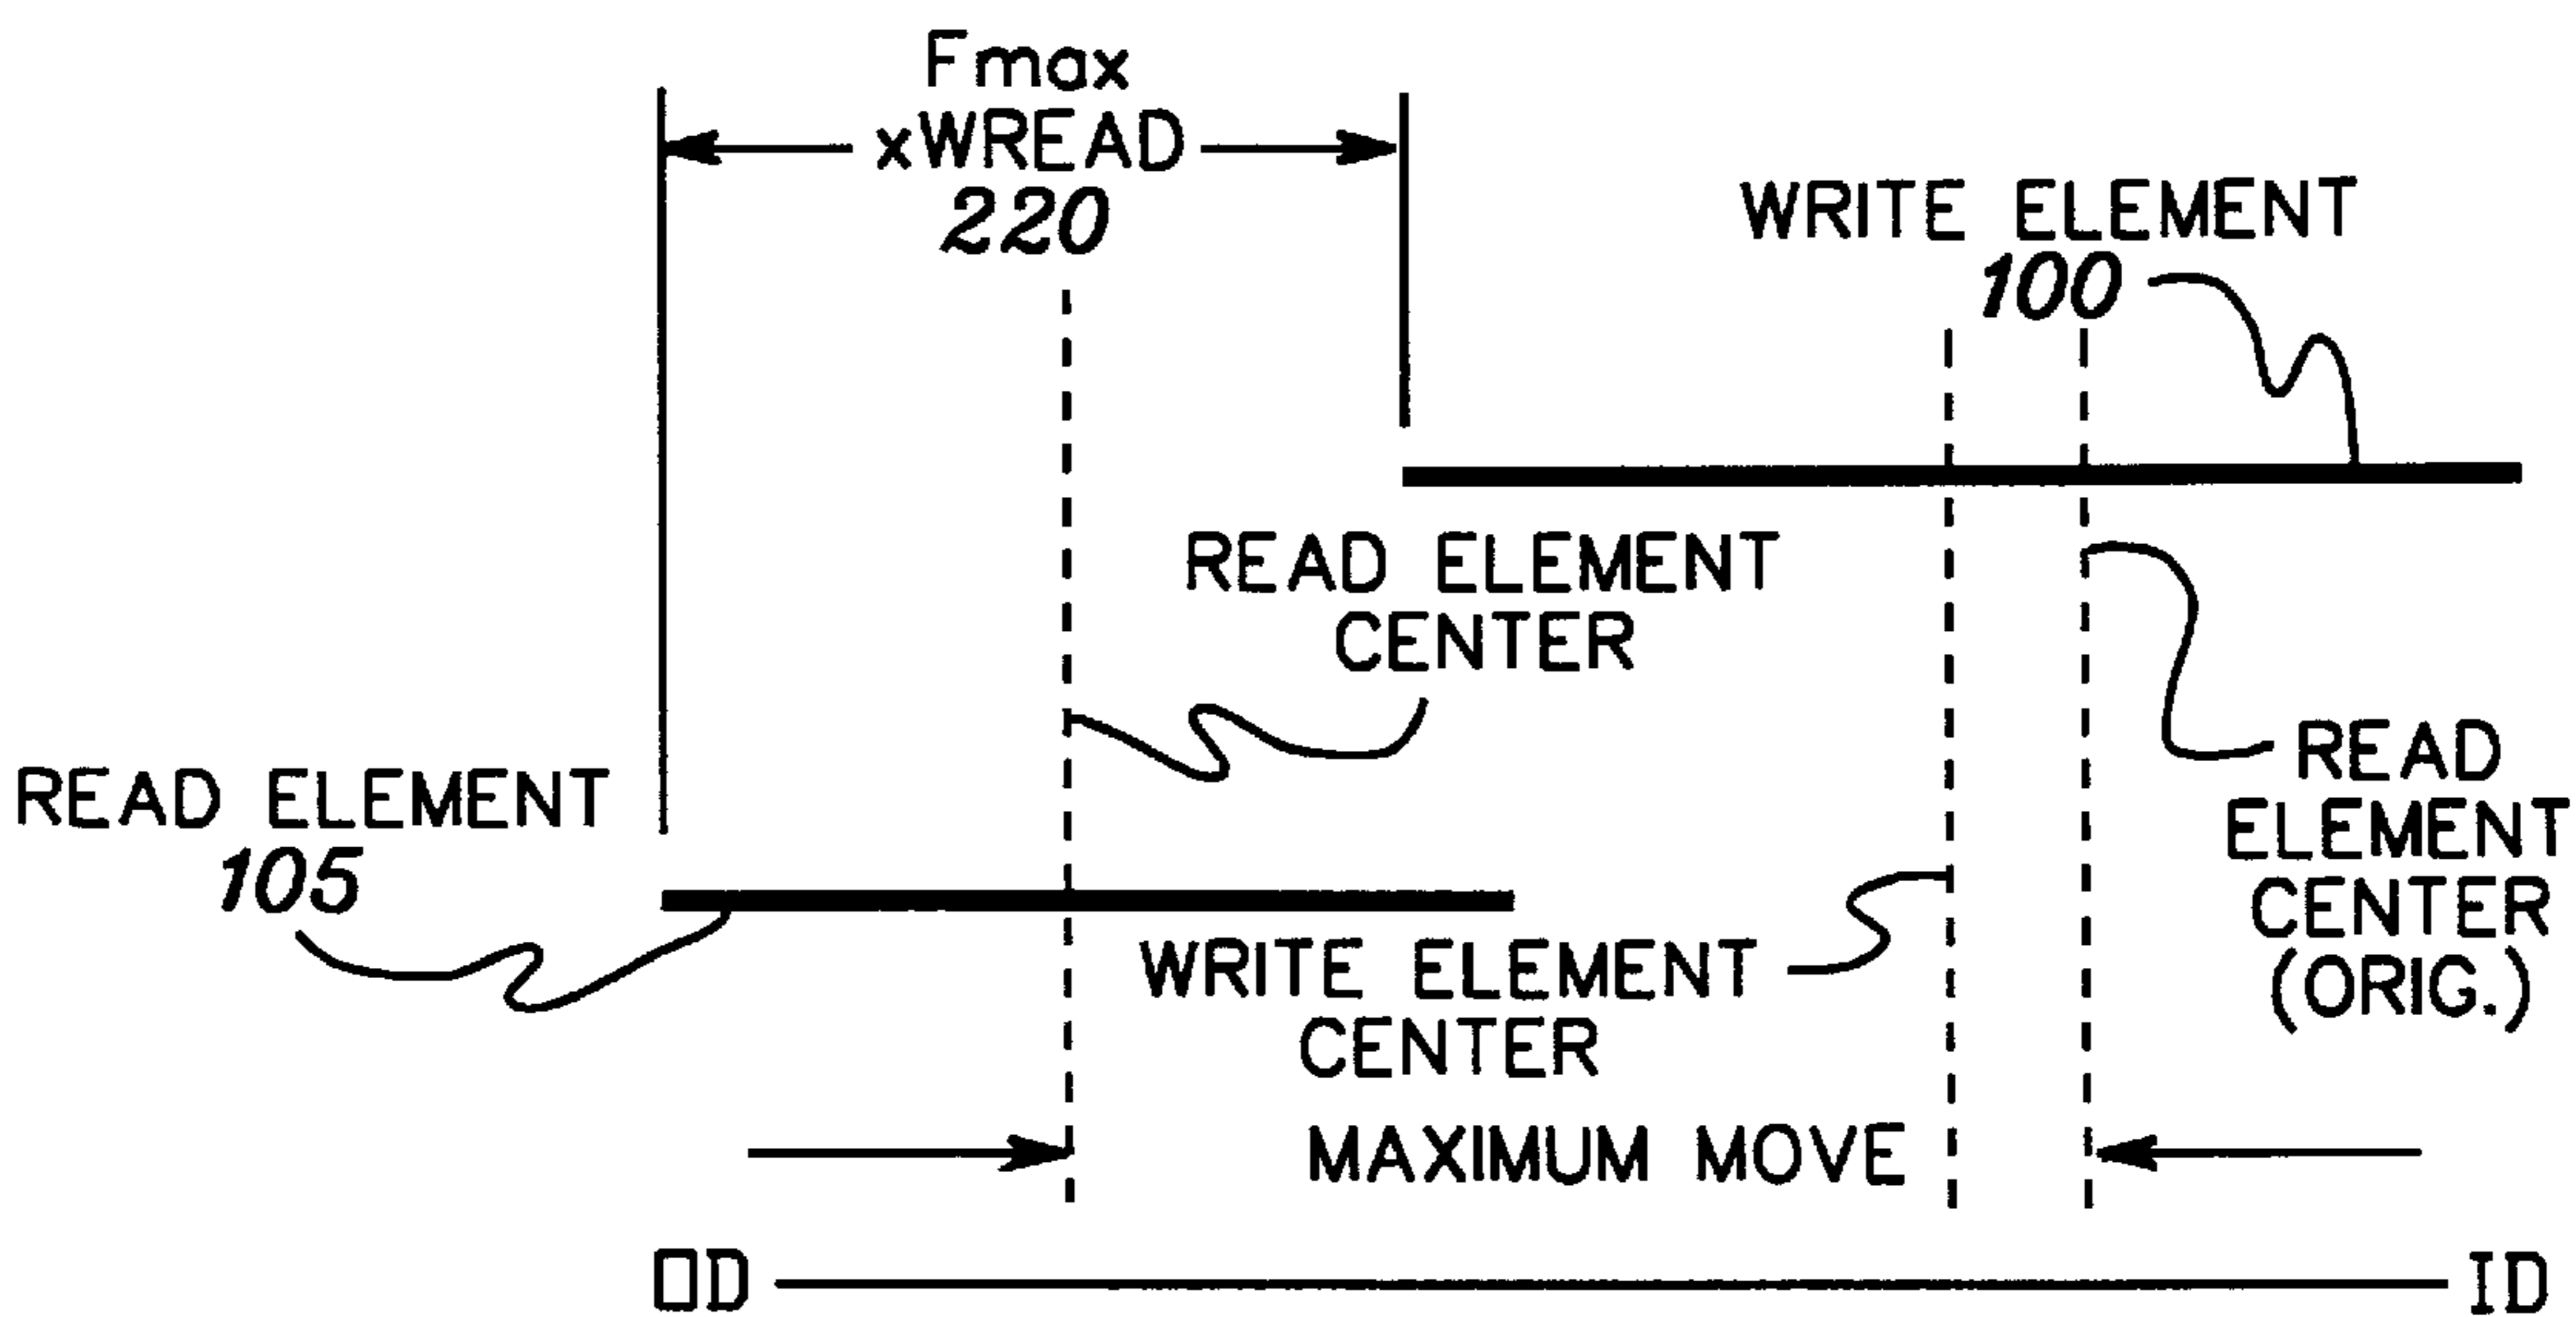 Fmax
xWREAD
220
WRITE ELEMENT
100
READ ELEMENT
CENTER
READ
ELEMENT
CENTER
(ORIG.)
READ ELEMENT
105
WRITE ELEMENT
CENTER
MAXIMUM MOVE
OD
ID